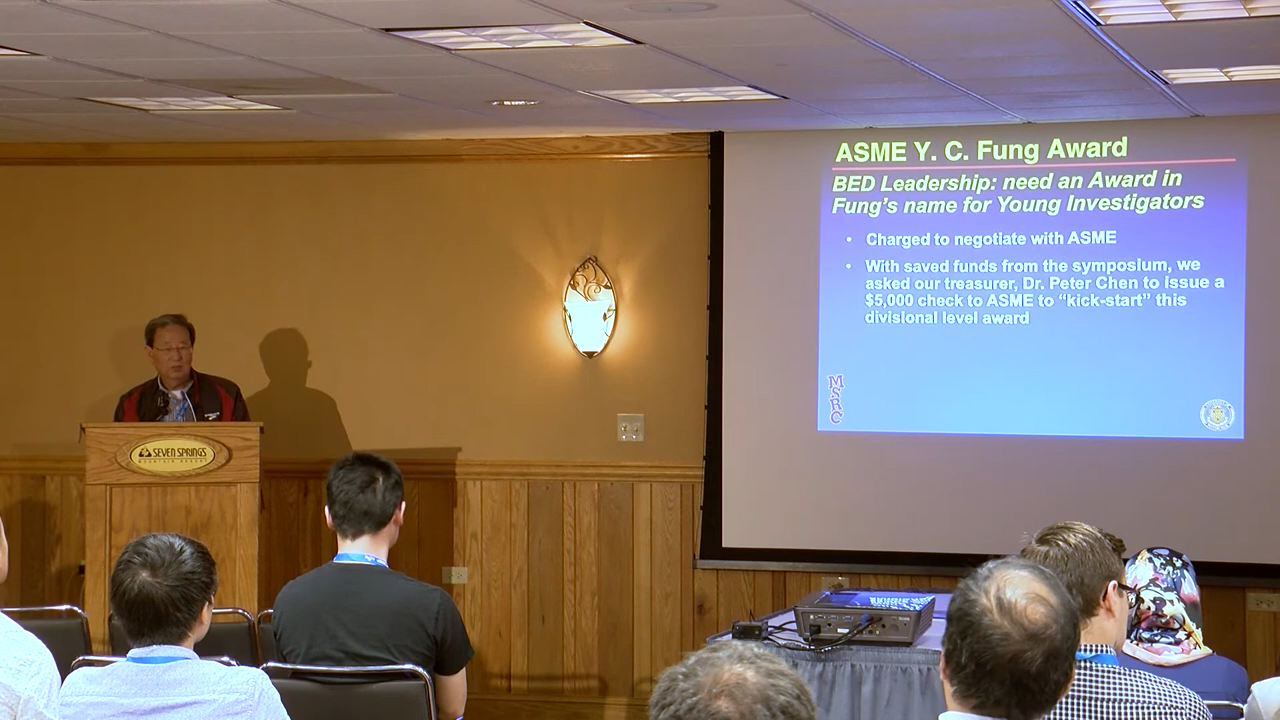 ASME Y. C. Fung Award
BED Leadership: need an Award in
Fung's name for Young Investigators
• Charged to negotiate with ASME
• With saved funds from the symposium, we
asked our treasurer, Dr. Peter Chen to issue a
$5,000 check to ASME to “kick-start” this
divisional level award
MSRC
SEVEN SPRINGS
MOUNTAIN RESORT